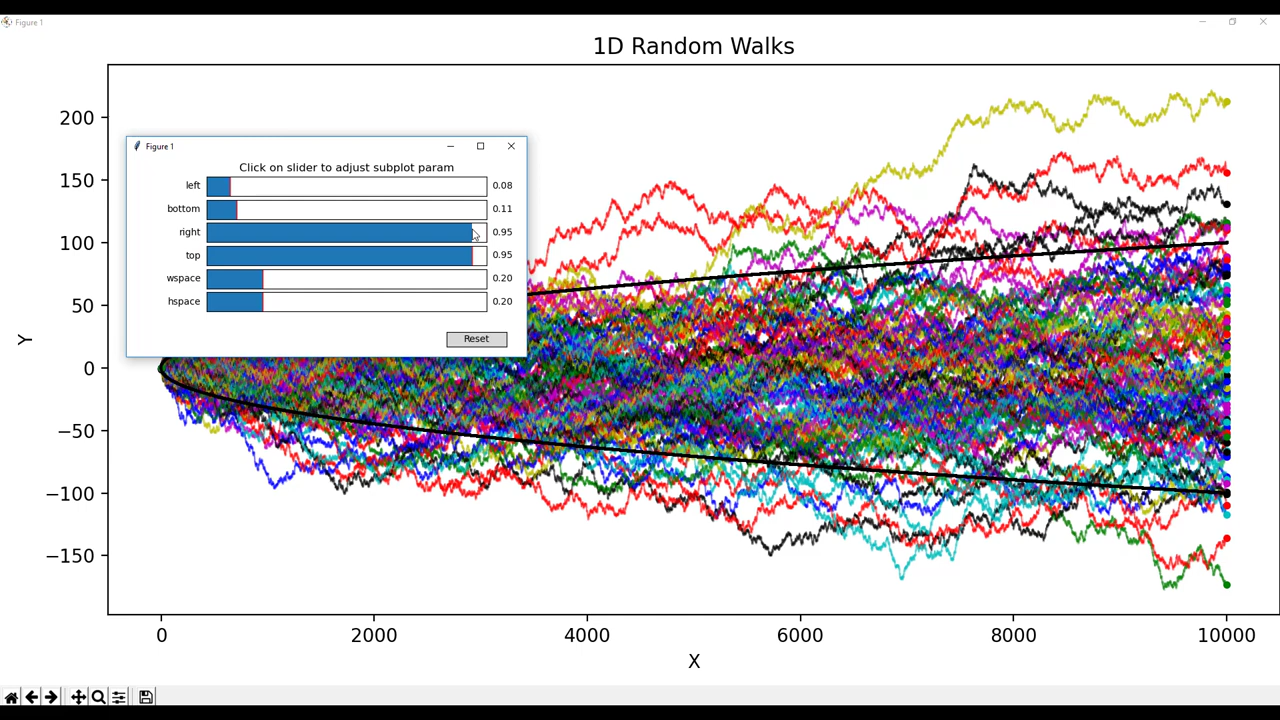 Figure 1
1D Random Walks
200
150
100
50
0
−50
−100
−150
Y
Figure 1
Click on slider to adjust subplot param
left 0.08
bottom 0.11
right 0.95
top 0.95
wspace 0.20
hspace 0.20
Reset
0 2000 4000 6000 8000 10000
X